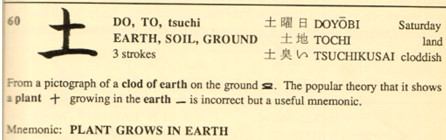 60 土 DO, TO, tsuchi 土曜日 DOYŌBI Saturday
EARTH, SOIL, GROUND 土地 TOCHI land
3 strokes 土臭い TSUCHIKUSAI cloddish
From a pictograph of a clod of earth on the ground. The popular theory that it shows
a plant 十 growing in the earth 一 is incorrect but a useful mnemonic.
Mnemonic: PLANT GROWS IN EARTH